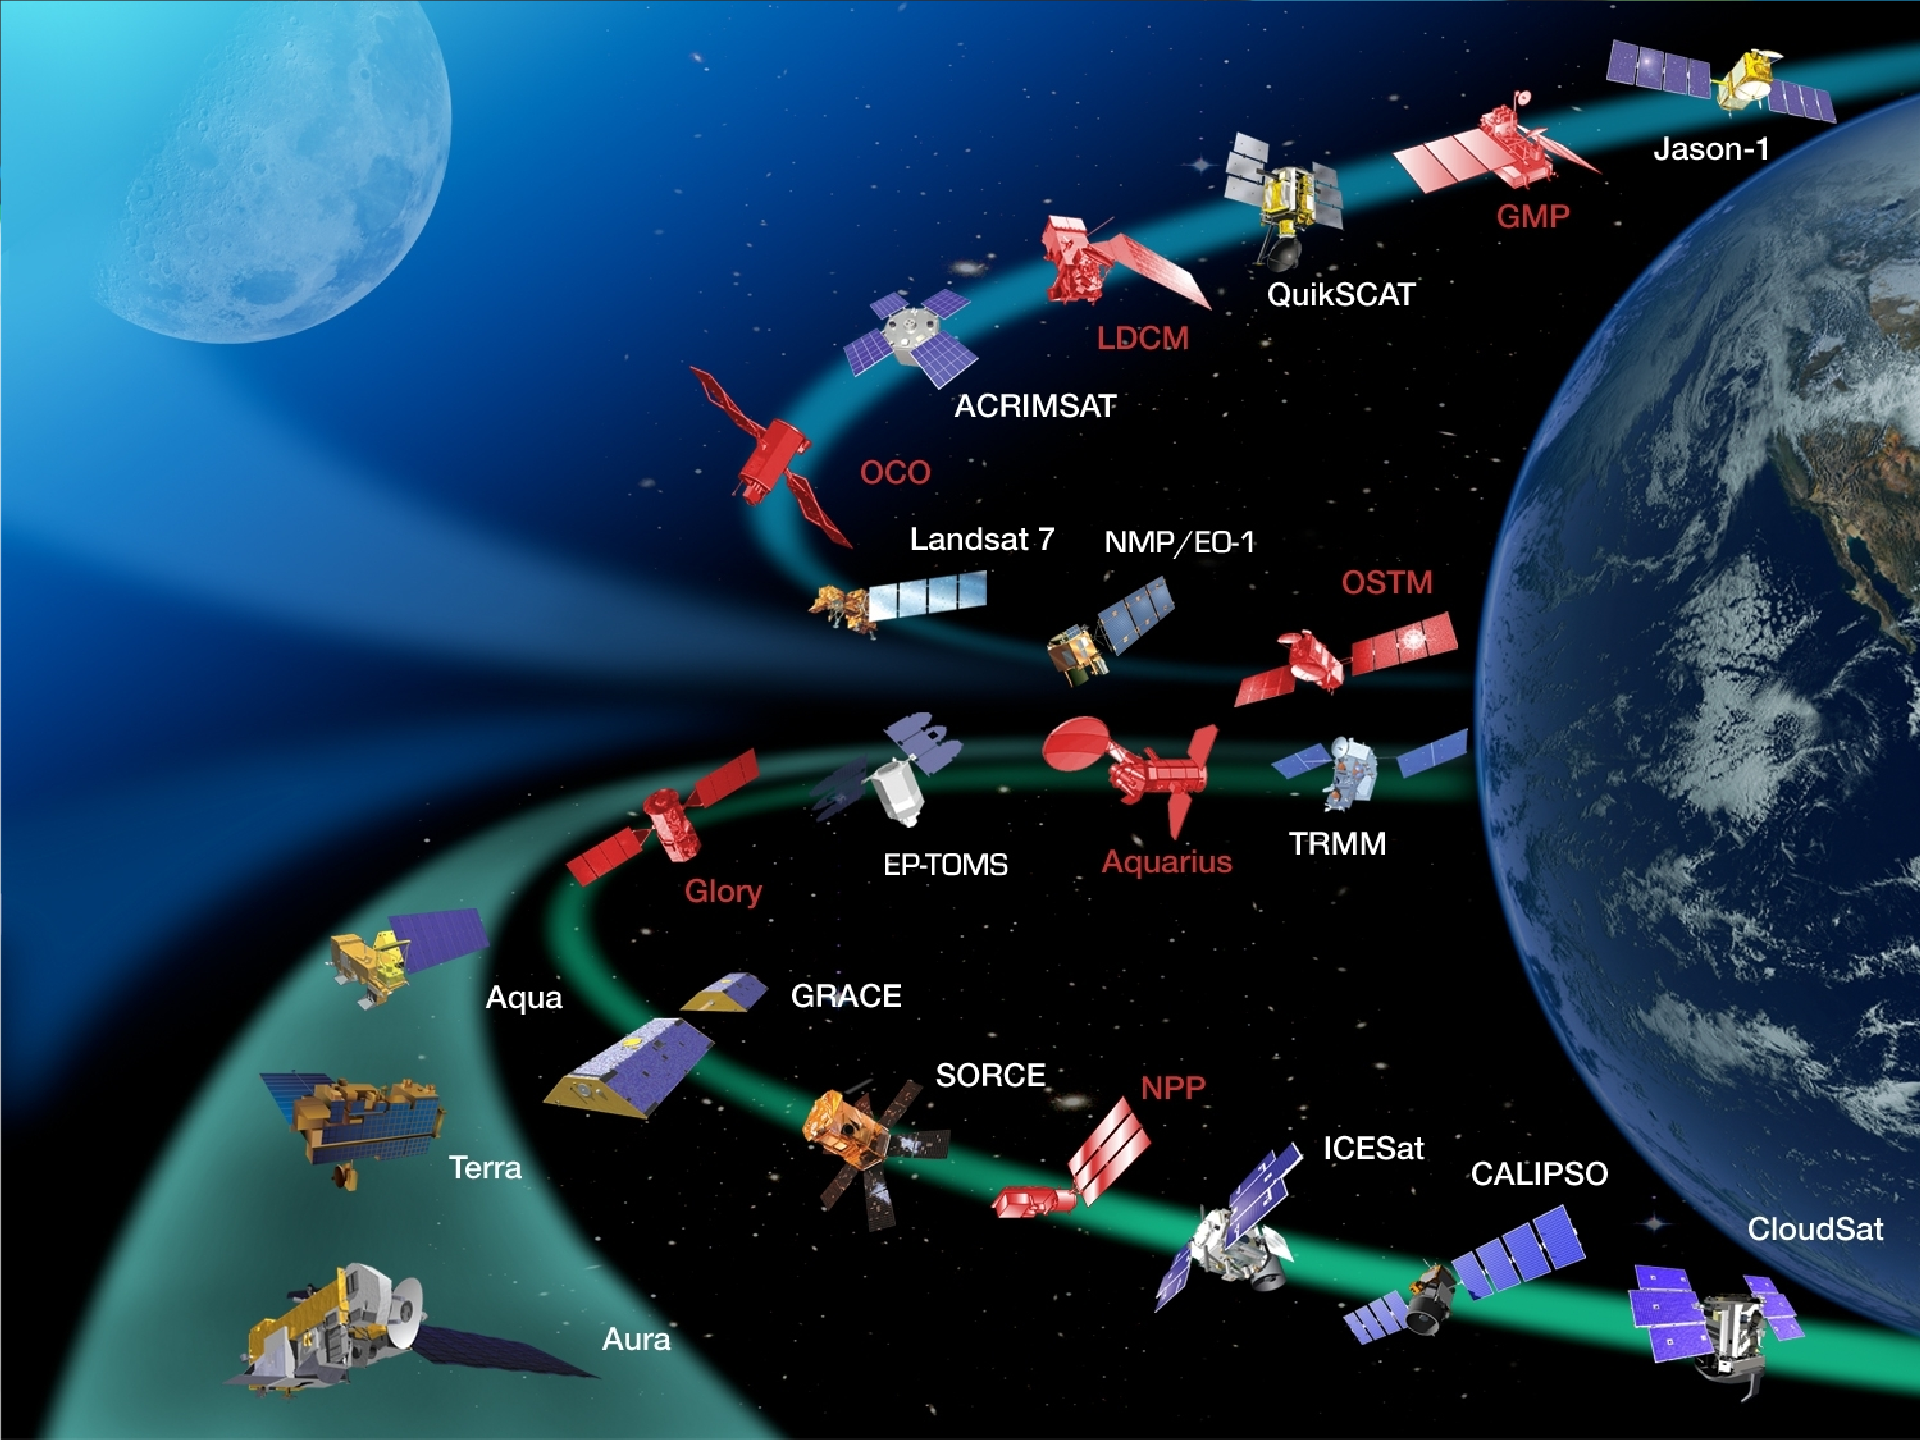 Jason-1
GMP
QuikSCAT
LDCM
ACRIMSAT
OCO
Landsat 7
NMP/EO-1
OSTM
TRMM
Aquarius
EP-TOMS
Glory
Aqua
GRACE
SORCE
NPP
ICESat
Terra
CALIPSO
CloudSat
Aura